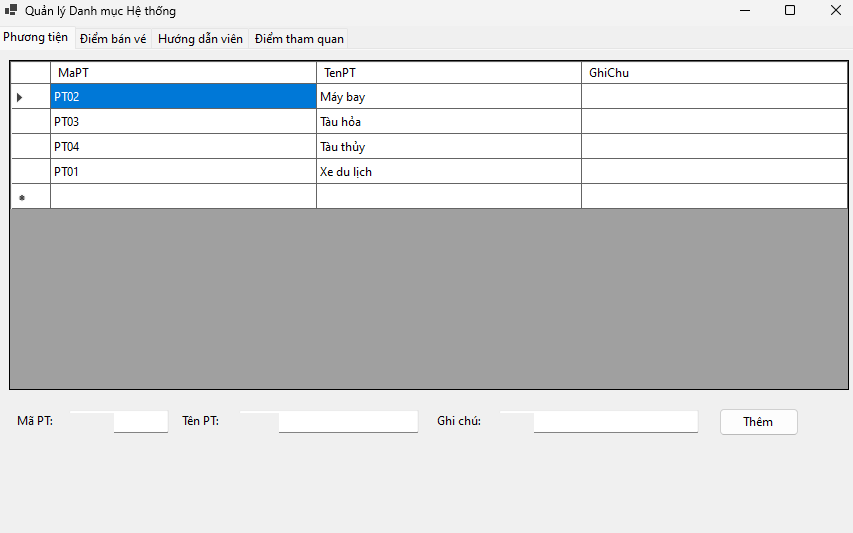 Quản lý Danh mục Hệ thống
Phương tiện Điểm bán vé Hướng dẫn viên Điểm tham quan
MaPT TenPT GhiChu
PT02 Máy bay
PT03 Tàu hỏa
PT04 Tàu thủy
PT01 Xe du lịch
Mã PT: Tên PT: Ghi chú: Thêm